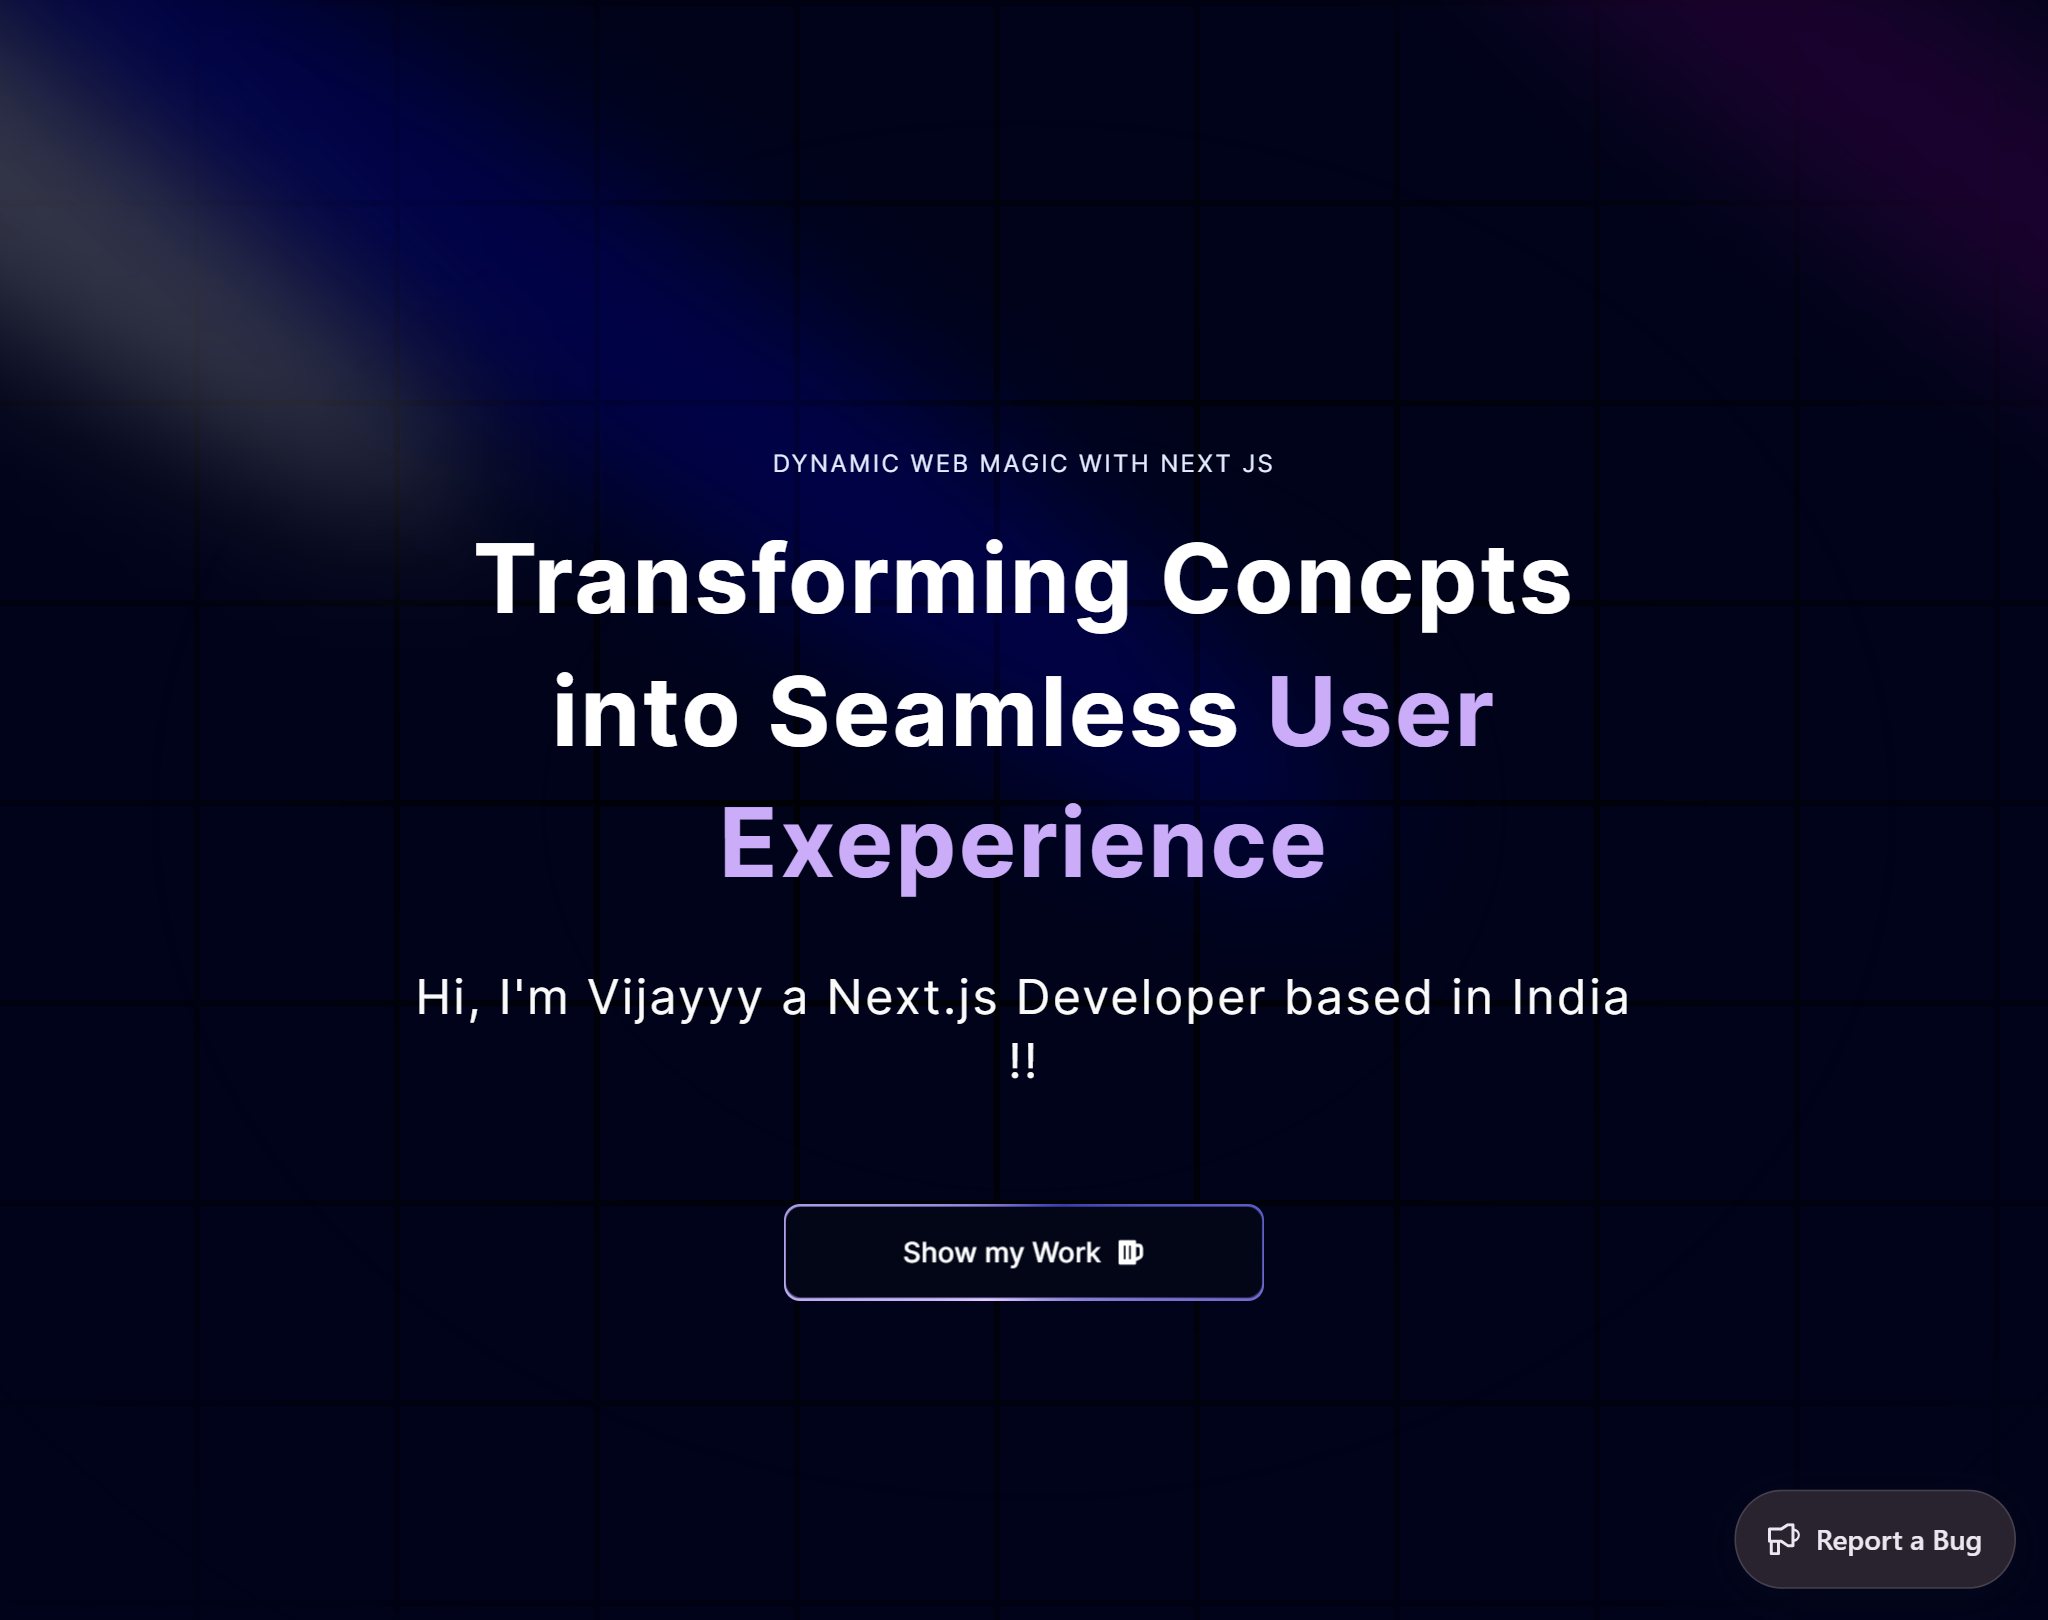 DYNAMIC WEB MAGIC WITH NEXT JS
Transforming Concpts
into Seamless User
Exeperience
Hi, I'm Vijayyy a Next.js Developer based in India
!!
Show my Work
Report a Bug